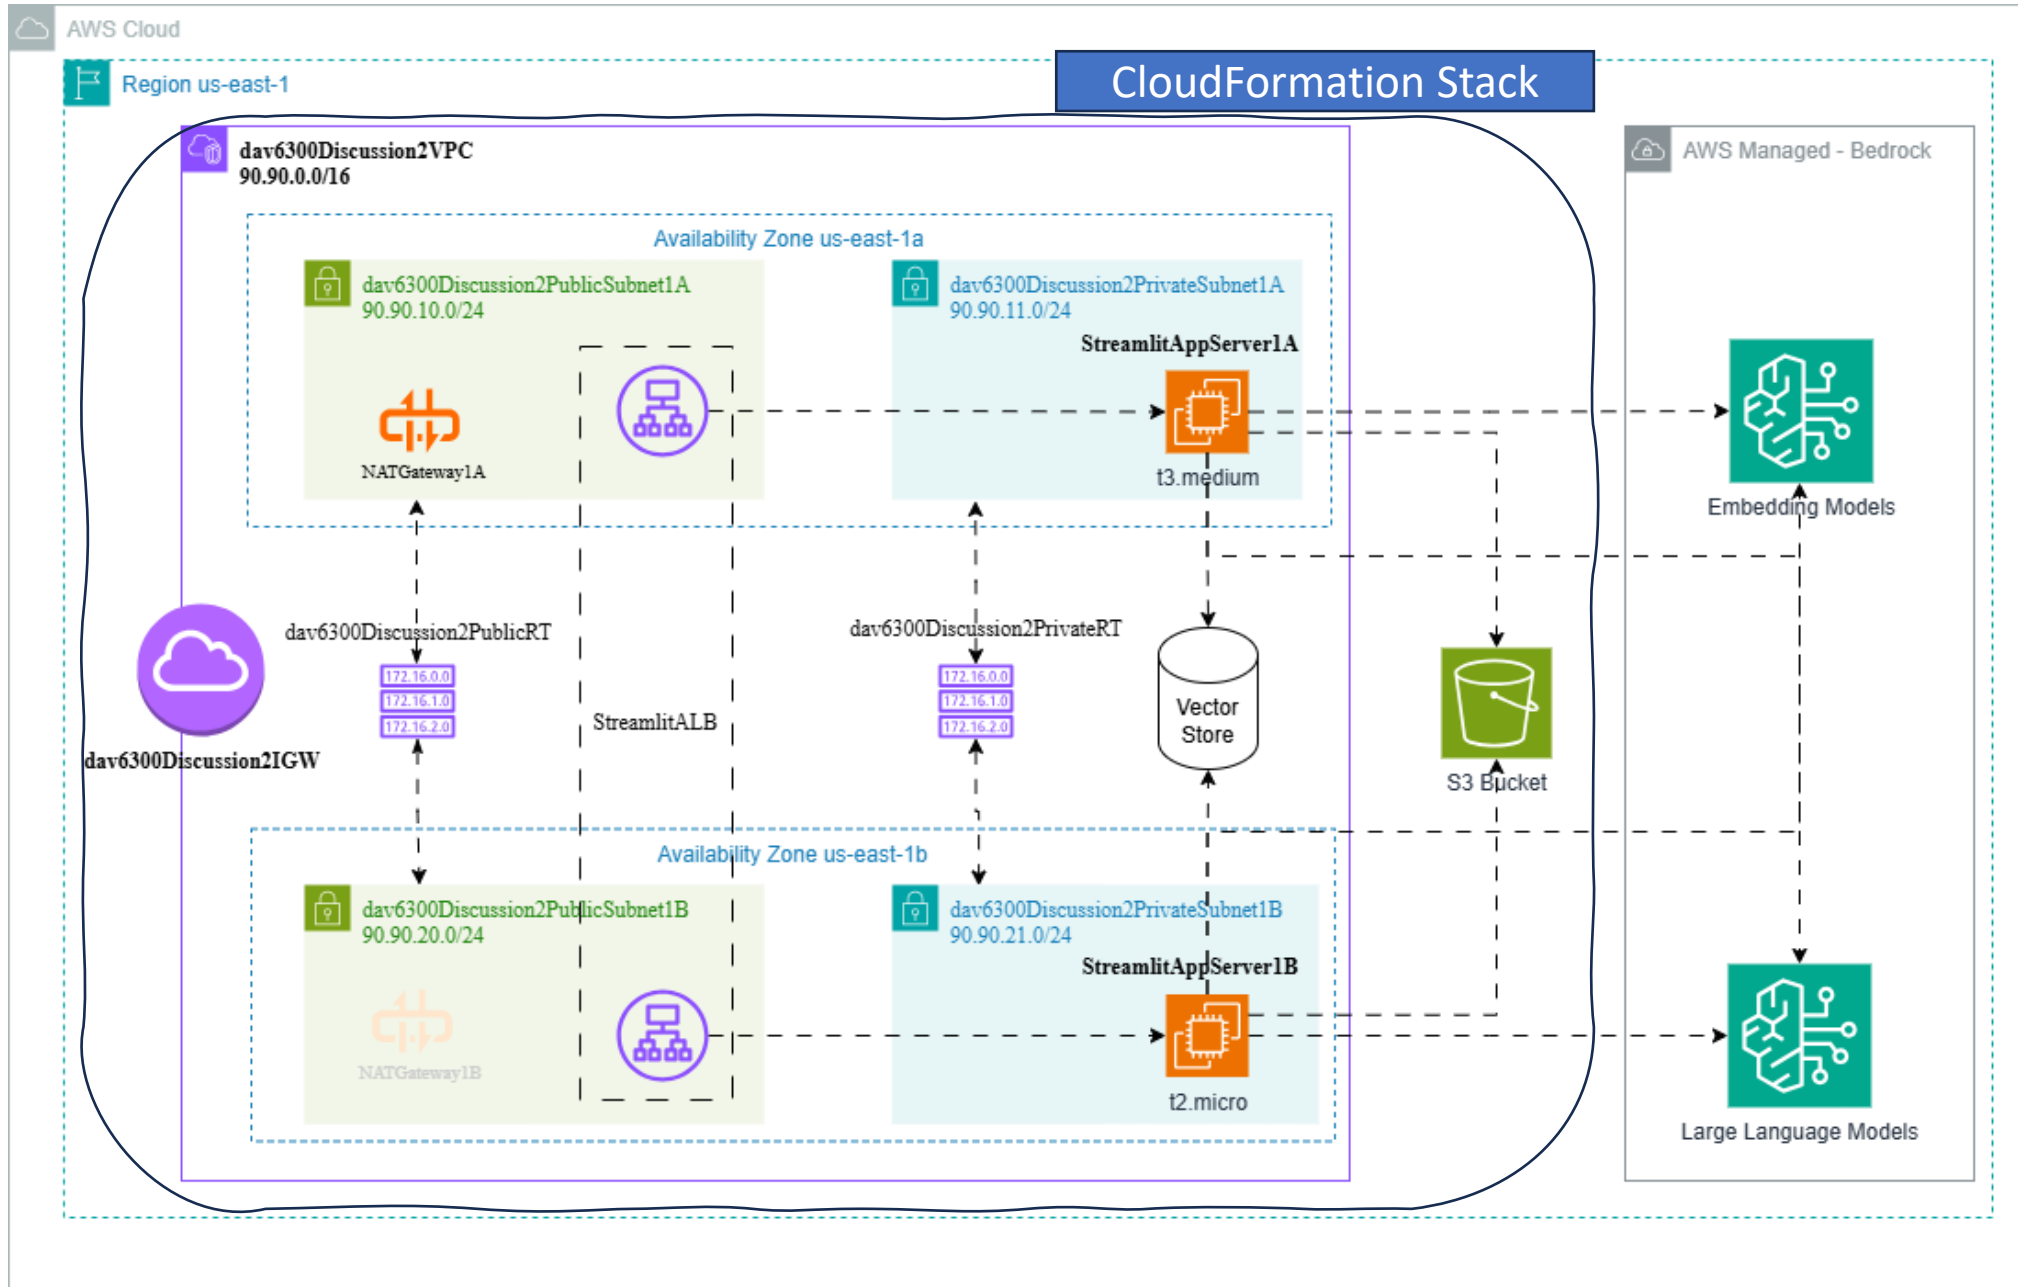 AWS Cloud
Region us-east-1
CloudFormation Stack
dav6300Discussion2VPC
90.90.0.0/16
AWS Managed - Bedrock
Availability Zone us-east-1a
dav6300Discussion2PublicSubnet1A
90.90.10.0/24
dav6300Discussion2PrivateSubnet1A
90.90.11.0/24
StreamlitAppServer1A
NATGateway1A
t3.medium
Embedding Models
dav6300Discussion2PublicRT
172.16.0.0
172.16.1.0
172.16.2.0
dav6300Discussion2PrivateRT
172.16.0.0
172.16.1.0
172.16.2.0
StreamlitALB
Vector
Store
dav6300Discussion2IGW
S3 Bucket
Availability Zone us-east-1b
dav6300Discussion2PublicSubnet1B
90.90.20.0/24
dav6300Discussion2PrivateSubnet1B
90.90.21.0/24
StreamlitAppServer1B
NATGateway1B
t2.micro
Large Language Models